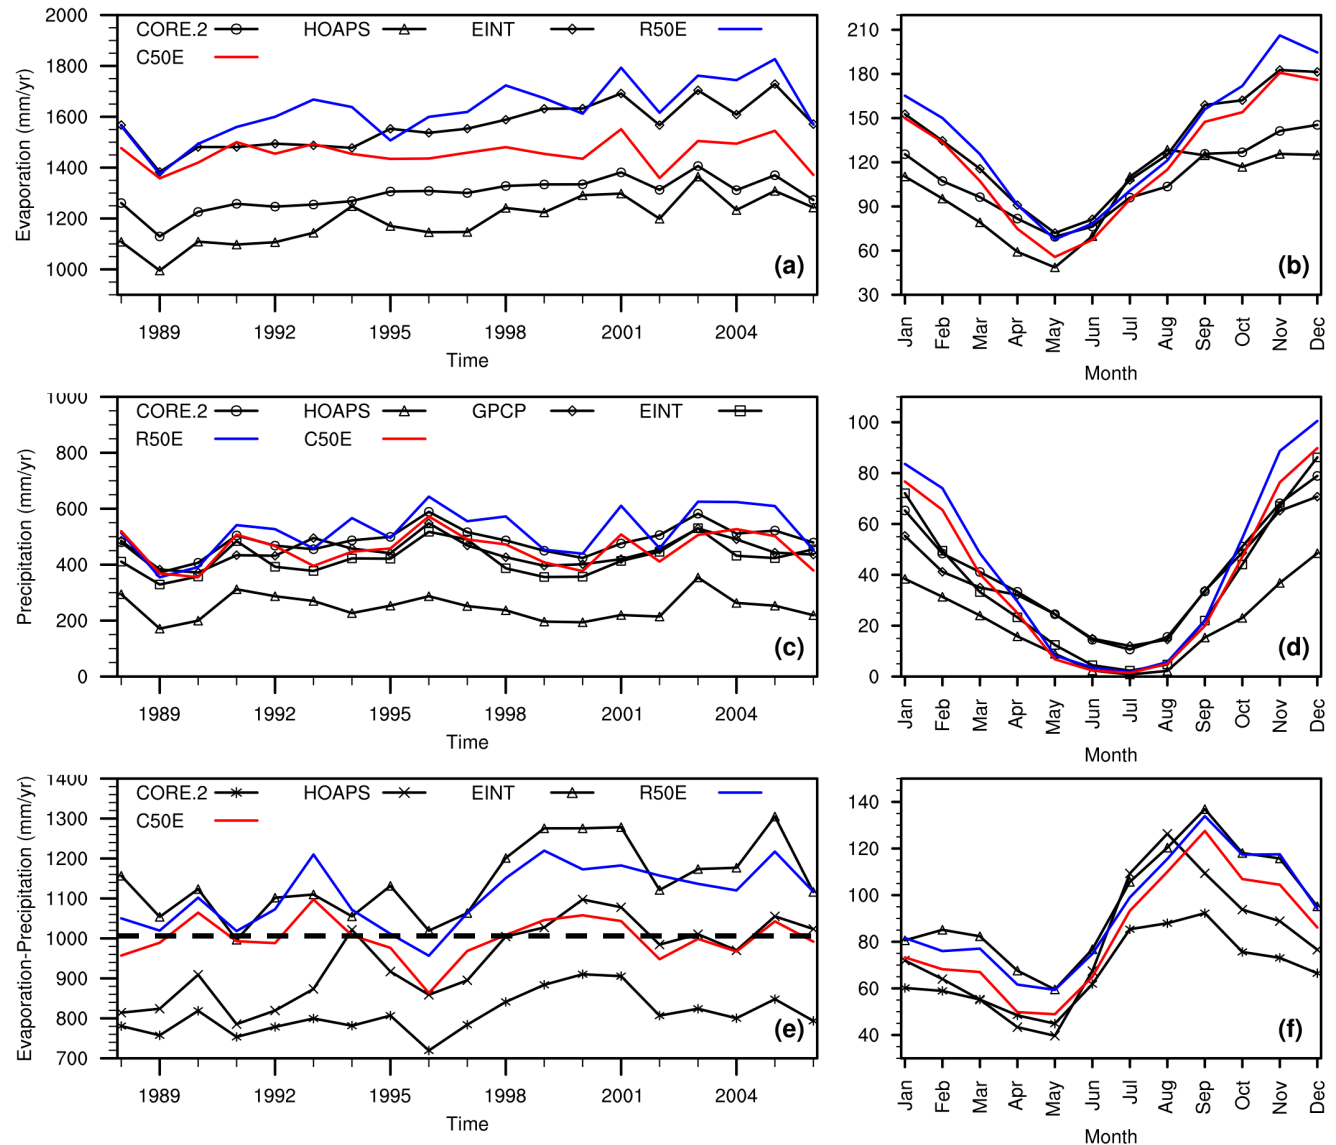 2000
1800
1600
1400
1200
1000
Evaporation (mm/yr)
CORE.2 HOAPS EINT R50E
C50E
(a)
1989 1992 1995 1998 2001 2004
Time
210
180
150
120
90
60
30
(b)
Jan Feb Mar Apr May Jun Jul Aug Sep Oct Nov Dec
Month
1000
800
600
400
200
0
Precipitation (mm/yr)
CORE.2 HOAPS GPCP EINT
R50E C50E
(c)
1989 1992 1995 1998 2001 2004
Time
100
80
60
40
20
0
(d)
Jan Feb Mar Apr May Jun Jul Aug Sep Oct Nov Dec
Month
1400
1300
1200
1100
1000
900
800
700
Evaporation-Precipitation (mm/yr)
CORE.2 HOAPS EINT R50E
C50E
(e)
1989 1992 1995 1998 2001 2004
Time
140
120
100
80
60
40
(f)
Jan Feb Mar Apr May Jun Jul Aug Sep Oct Nov Dec
Month